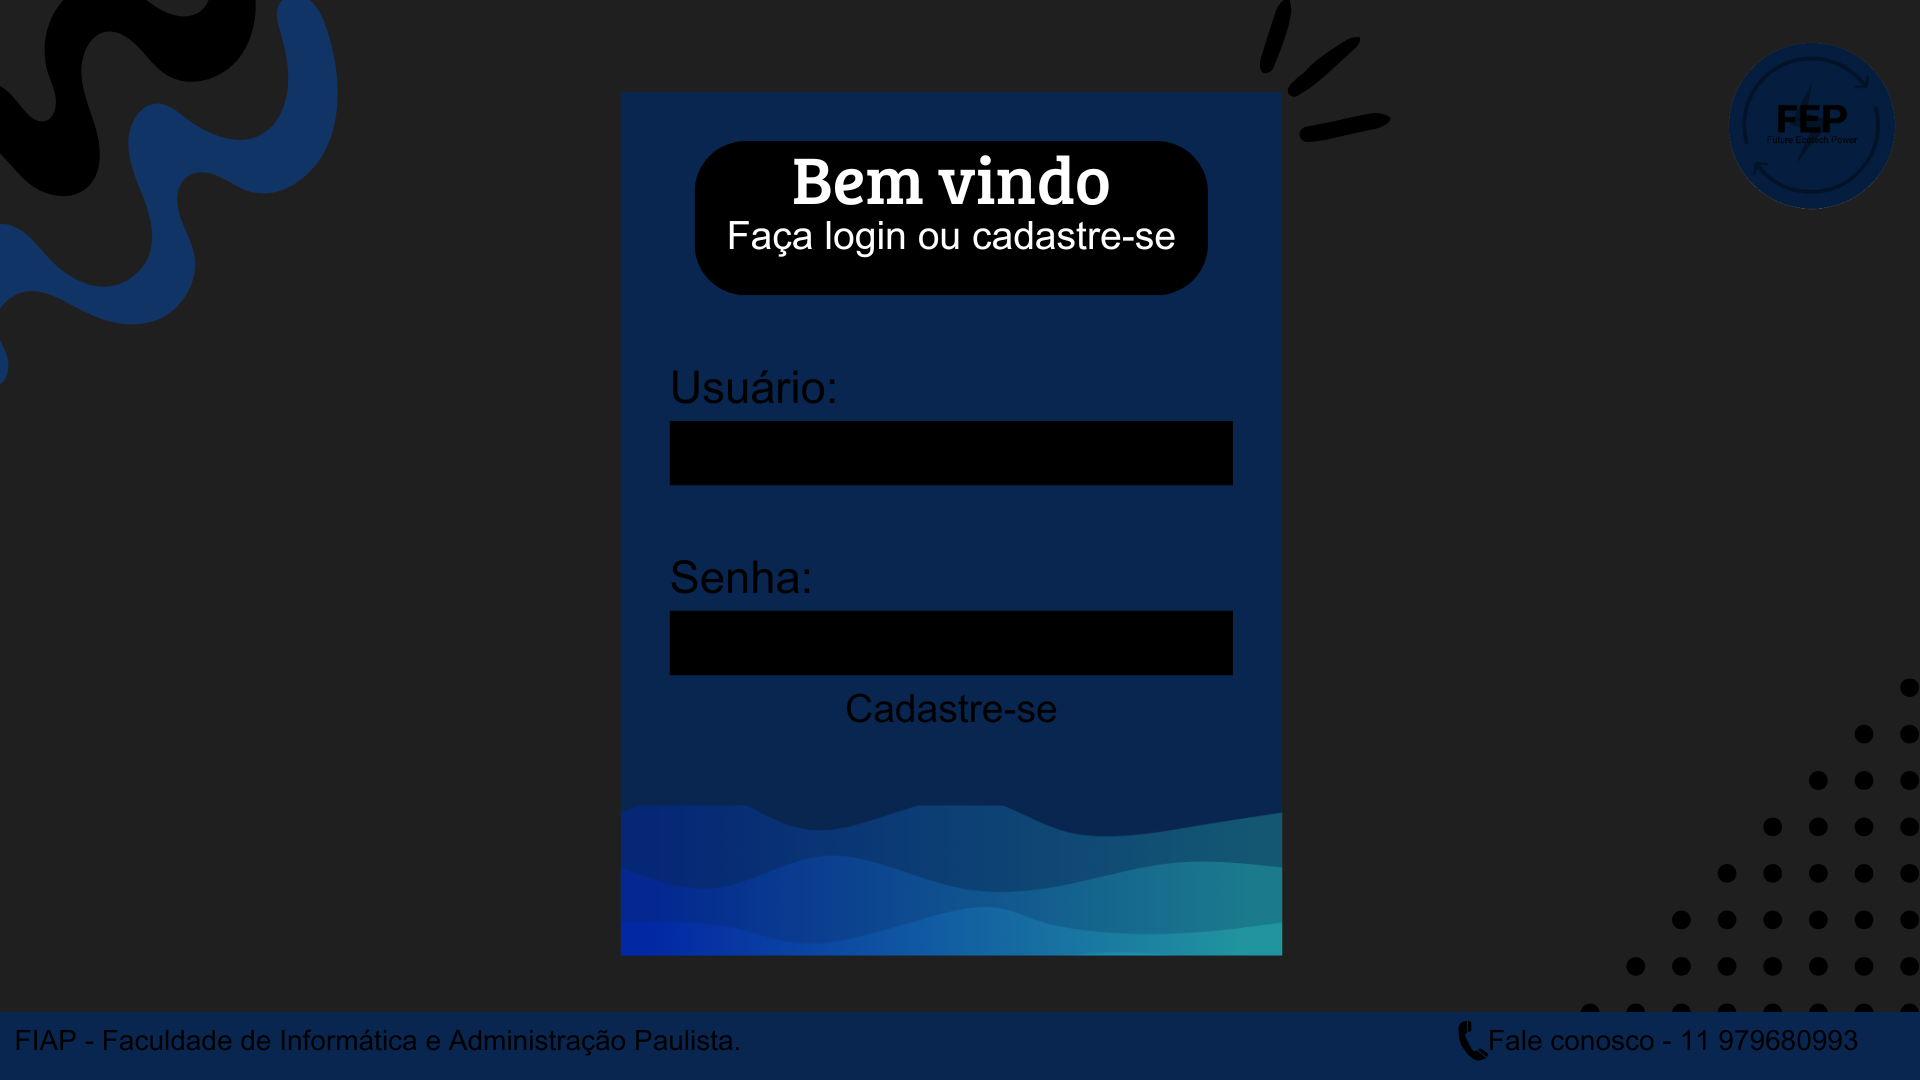 FEP
Future Ecotech Power
Bem vindo
Faça login ou cadastre-se
Usuário:
Senha:
Cadastre-se
FIAP - Faculdade de Informática e Administração Paulista.
Fale conosco - 11 979680993